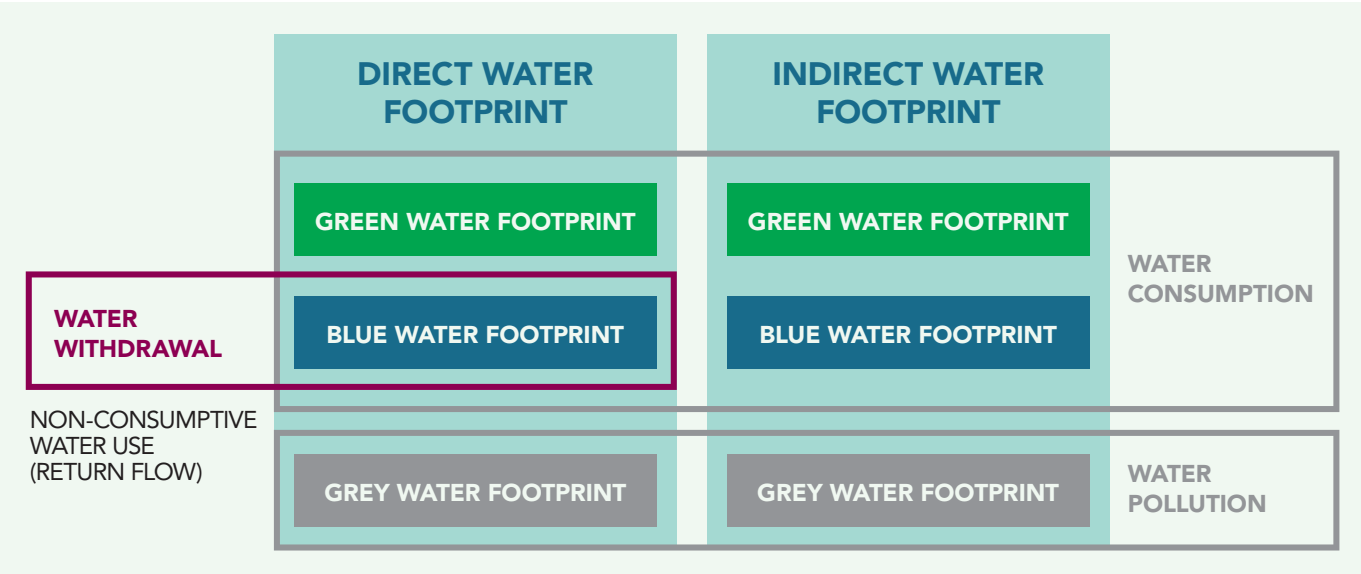 DIRECT WATER
FOOTPRINT
INDIRECT WATER
FOOTPRINT
GREEN WATER FOOTPRINT
GREEN WATER FOOTPRINT
WATER
CONSUMPTION
WATER
WITHDRAWAL
BLUE WATER FOOTPRINT
BLUE WATER FOOTPRINT
NON-CONSUMPTIVE
WATER USE
(RETURN FLOW)
GREY WATER FOOTPRINT
GREY WATER FOOTPRINT
WATER
POLLUTION